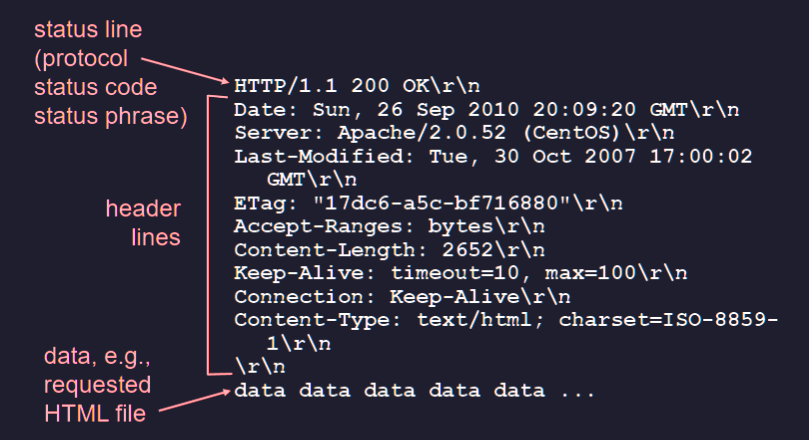 status line
(protocol
status code
status phrase)
HTTP/1.1 200 OK\r\n
Date: Sun, 26 Sep 2010 20:09:20 GMT\r\n
Server: Apache/2.0.52 (CentOS)\r\n
Last-Modified: Tue, 30 Oct 2007 17:00:02
GMT\r\n
ETag: "17dc6-a5c-bf716880"\r\n
Accept-Ranges: bytes\r\n
Content-Length: 2652\r\n
Keep-Alive: timeout=10, max=100\r\n
Connection: Keep-Alive\r\n
Content-Type: text/html; charset=ISO-8859-
1\r\n
\r\n
data data data data data ...
header
lines
data, e.g.,
requested
HTML file